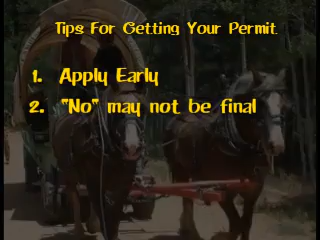 Tips For Getting Your Permit
1. Apply Early
2. "No" may not be final